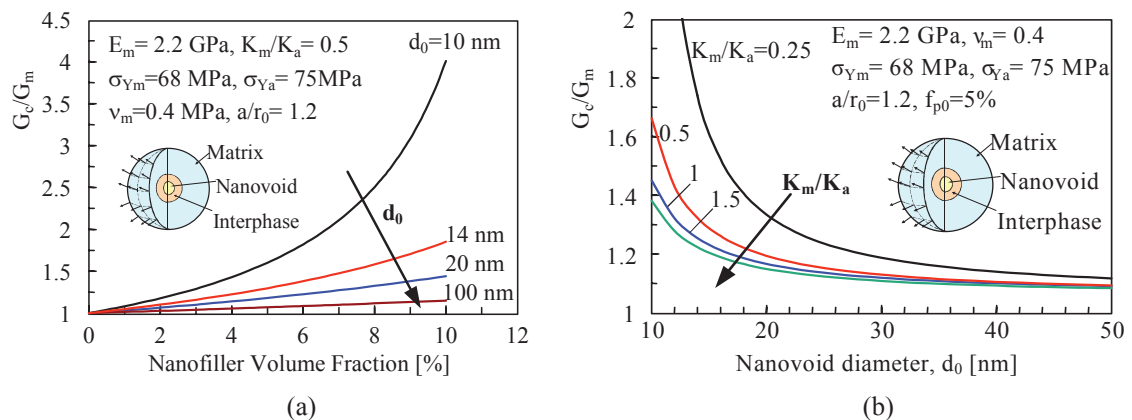 E_m= 2.2 GPa, K_m/K_a= 0.5
σ_Ym=68 MPa, σ_Ya= 75MPa
ν_m=0.4 MPa, a/r_0= 1.2
d_0=10 nm
Matrix
Nanovoid
Interphase
d_0
14 nm
20 nm
100 nm
G_c/G_m
4.5
4
3.5
3
2.5
2
1.5
1
0
2
4
6
8
10
12
Nanofiller Volume Fraction [%]
(a)
K_m/K_a=0.25
E_m= 2.2 GPa, ν_m= 0.4
σ_Ym= 68 MPa, σ_Ya= 75 MPa
a/r_0=1.2, f_p0=5%
0.5
1
1.5
K_m/K_a
Matrix
Nanovoid
Interphase
G_c/G_m
2
1.8
1.6
1.4
1.2
1
10
20
30
40
50
Nanovoid diameter, d_0 [nm]
(b)